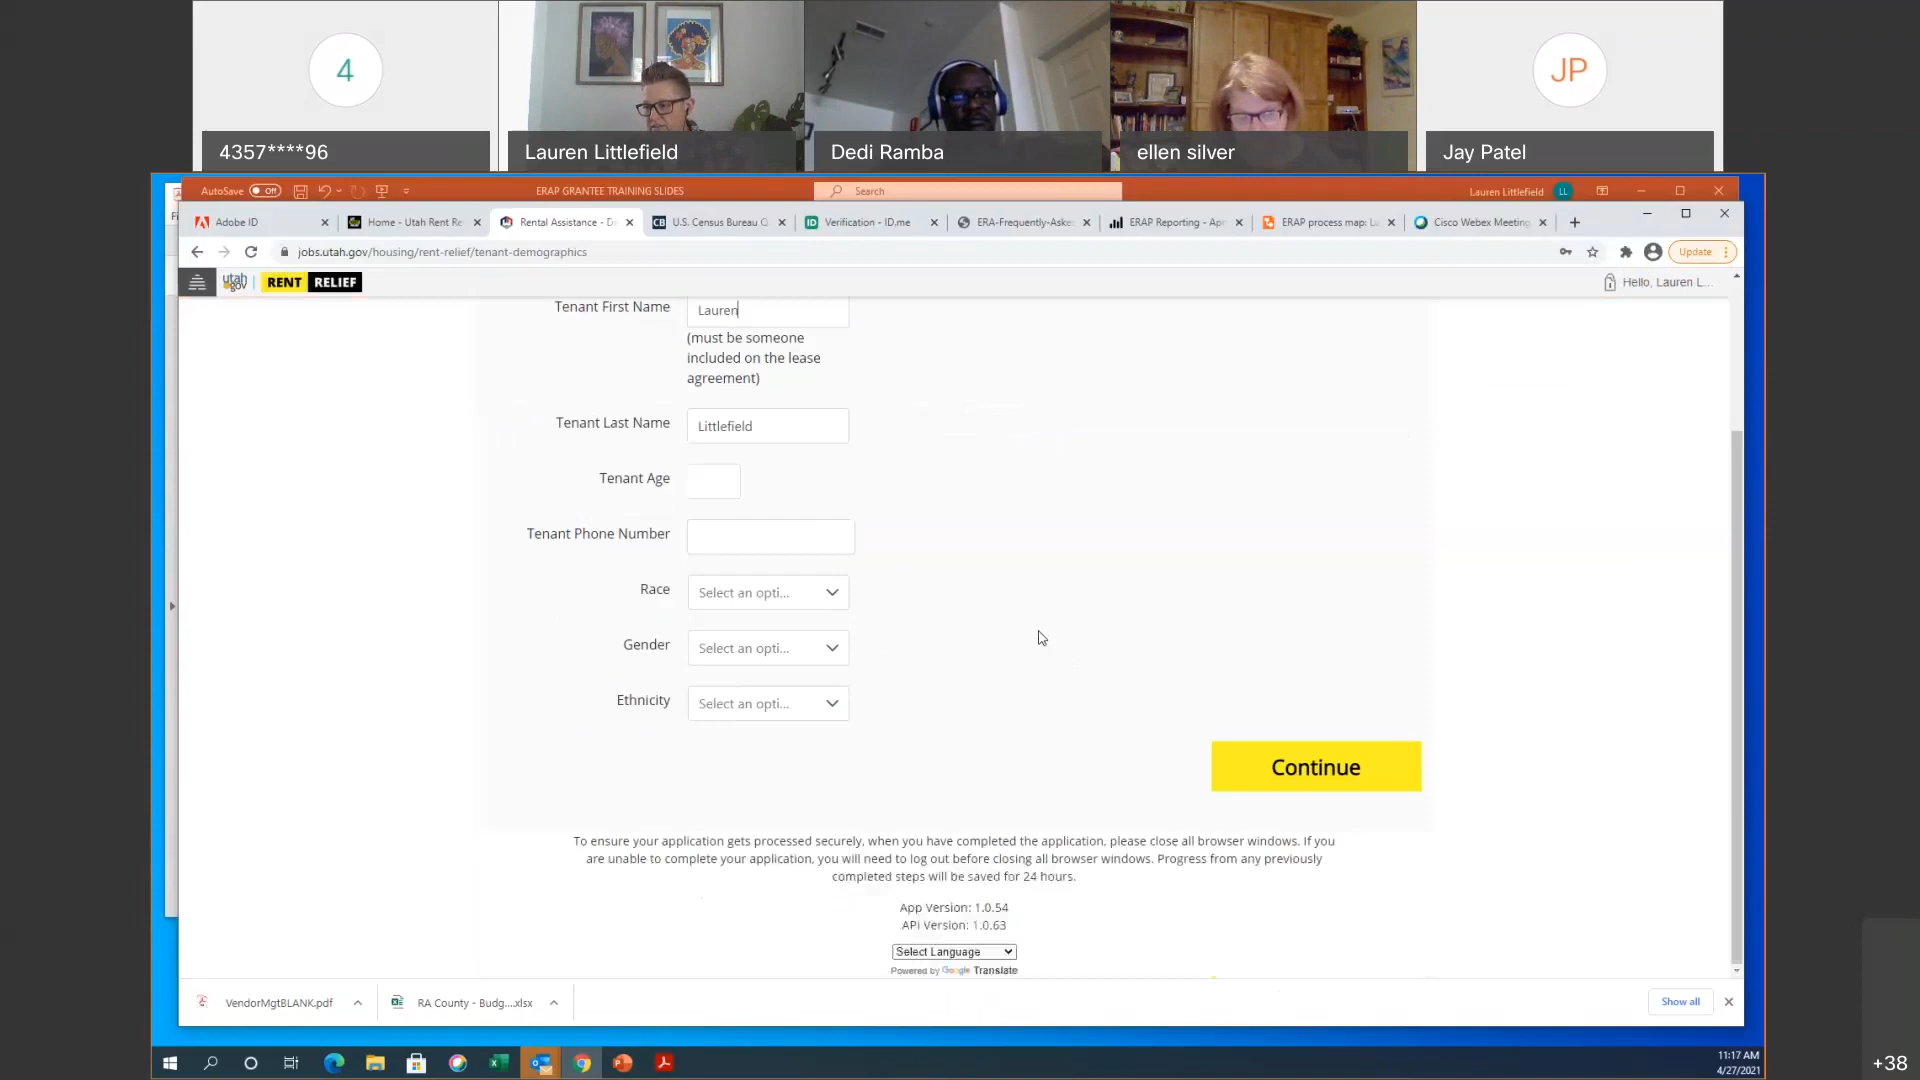 4
JP
4357****96
Lauren Littlefield
Dedi Ramba
ellen silver
Jay Patel
AutoSave Off
ERAP GRANTEE TRAINING SLIDES
Search
Lauren Littlefield LL
Adobe ID
Home - Utah Rent Re
Rental Assistance - D
CB U.S. Census Bureau Q
ID Verification - ID.me
ERA-Frequently-Aske
ERAP Reporting - Apr
ERAP process map: Lu
Cisco Webex Meeting
jobs.utah.gov/housing/rent-relief/tenant-demographics
Update
utah gov RENT RELIEF
Hello, Lauren L...
Tenant First Name
Lauren
(must be someone
included on the lease
agreement)
Tenant Last Name
Littlefield
Tenant Age
Tenant Phone Number
Race
Select an opti...
Gender
Select an opti...
Ethnicity
Select an opti...
Continue
To ensure your application gets processed securely, when you have completed the application, please close all browser windows. If you
are unable to complete your application, you will need to log out before closing all browser windows. Progress from any previously
completed steps will be saved for 24 hours.
App Version: 1.0.54
API Version: 1.0.63
Select Language
Powered by Google Translate
VendorMgtBLANK.pdf
RA County - Budg....xlsx
Show all
11:17 AM
4/27/2021
+38